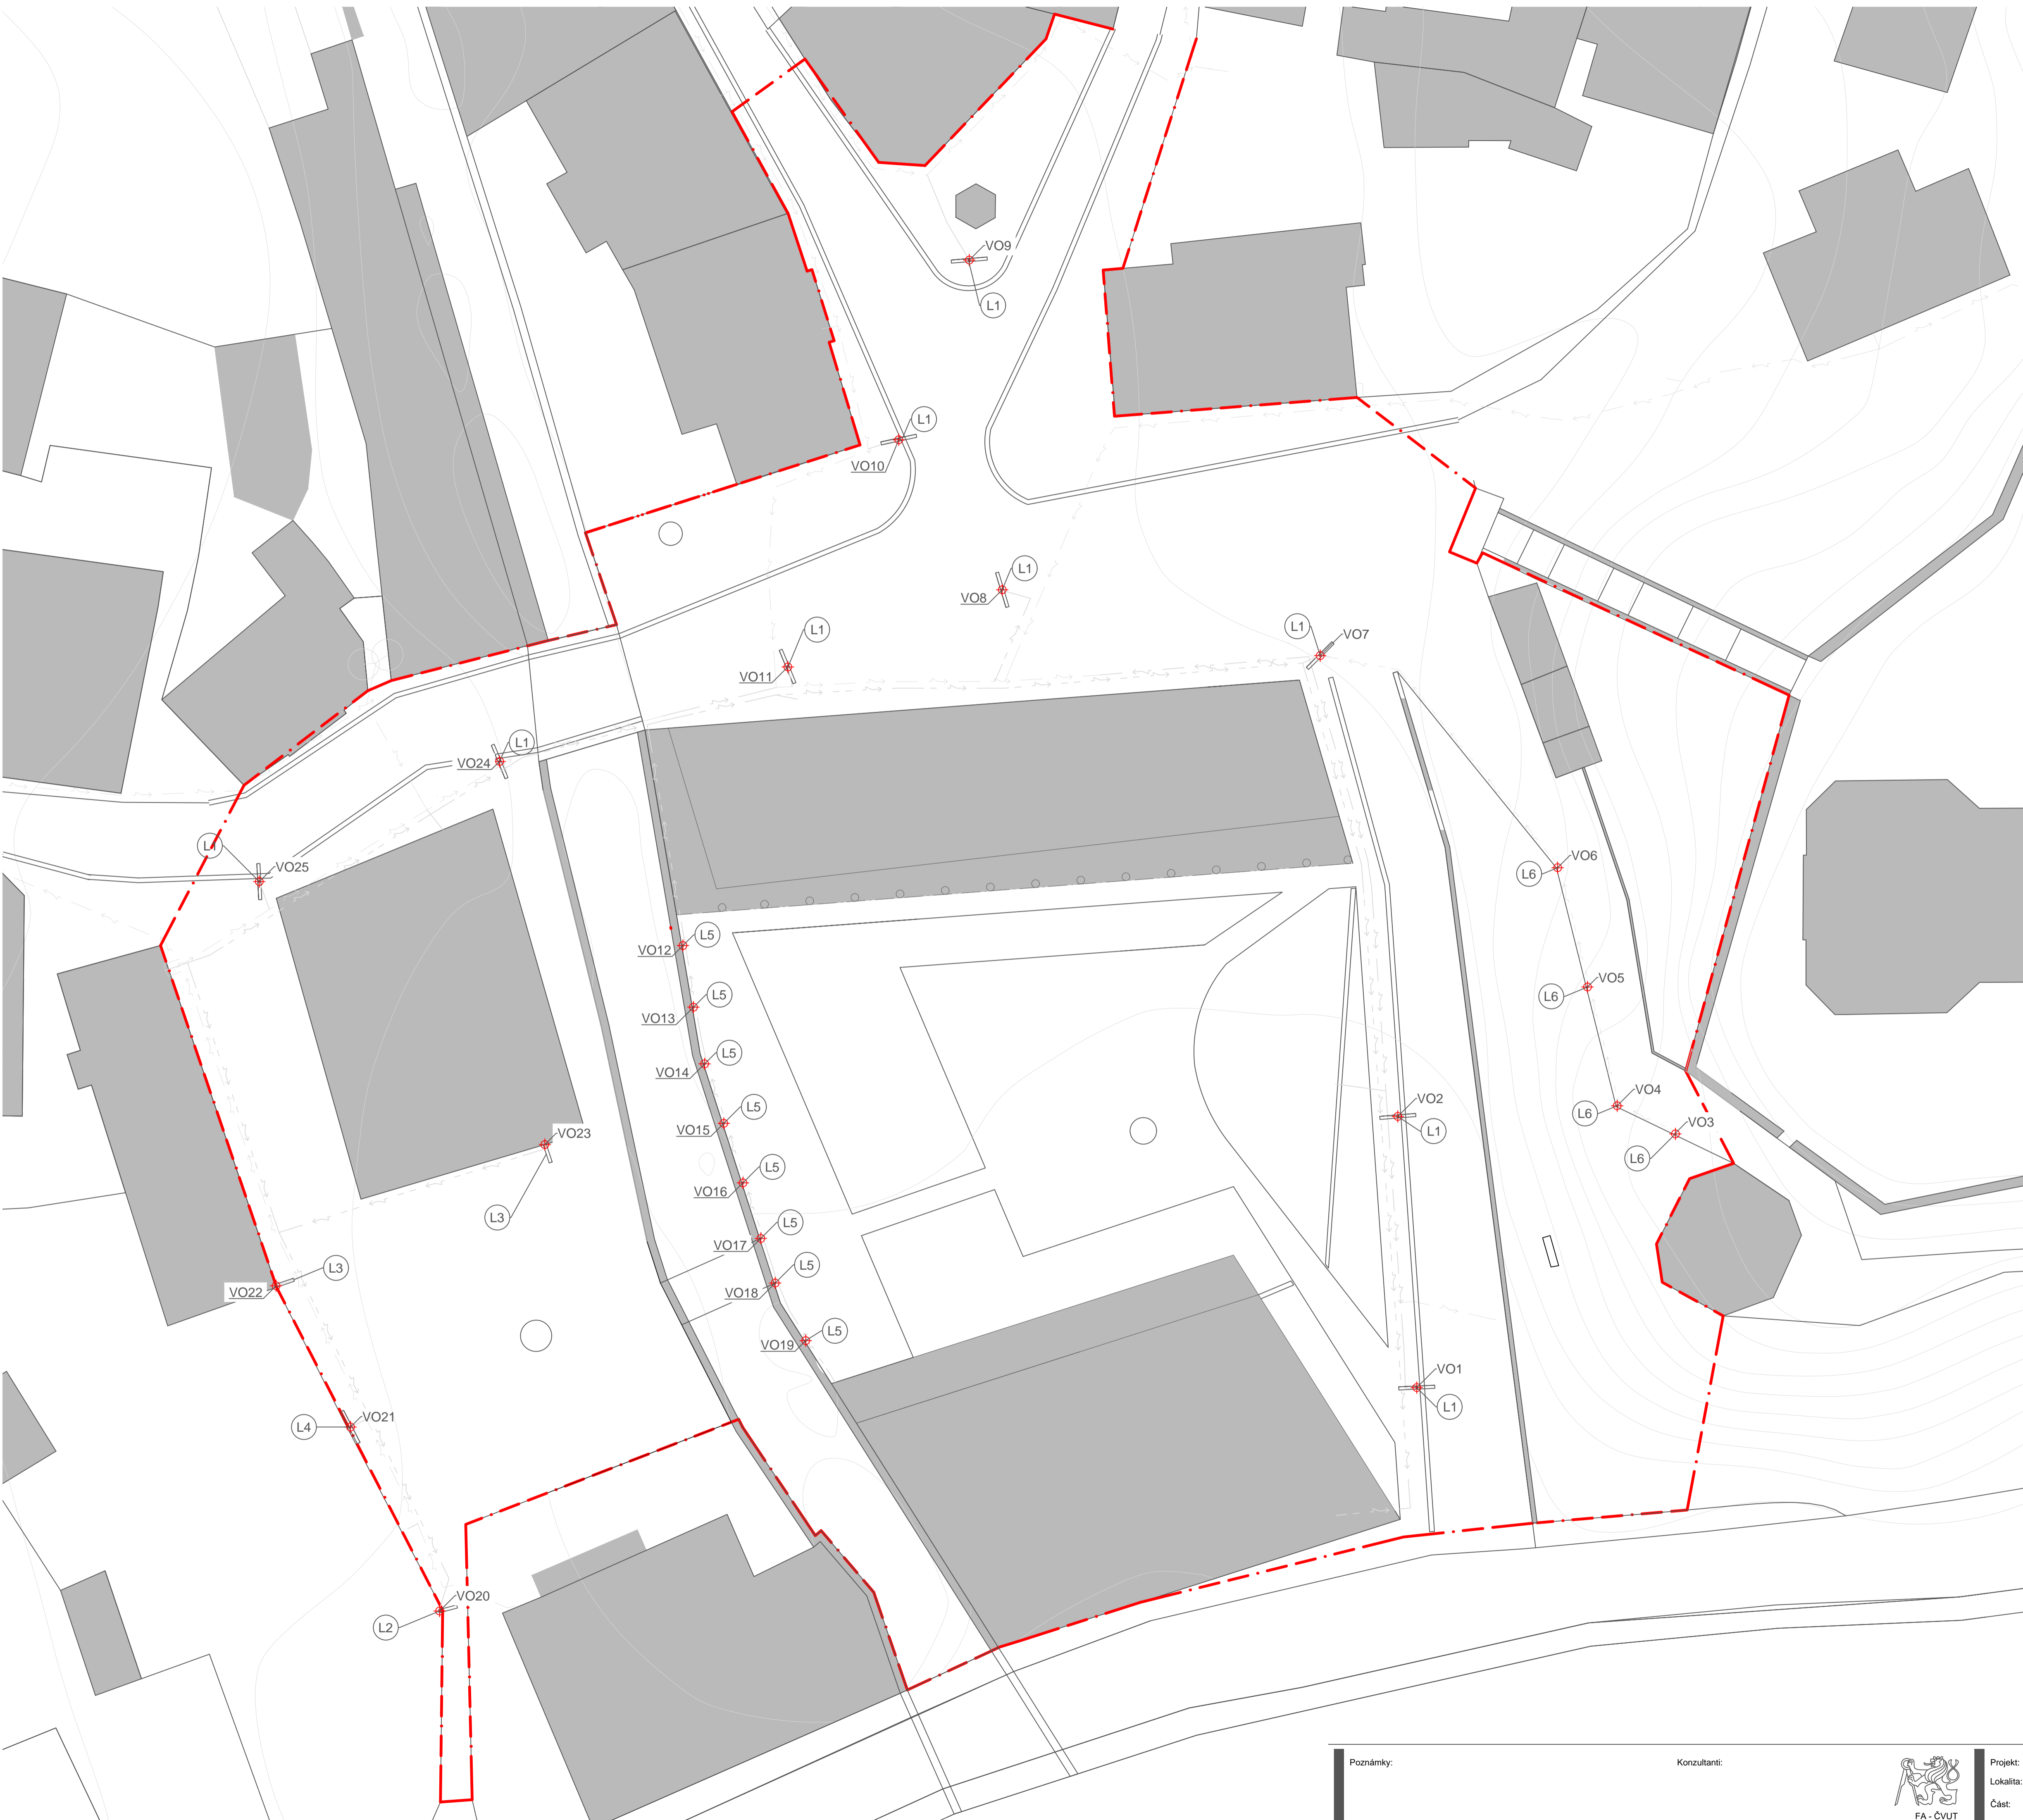 VO9
L1
L1
VO10
L1
VO8
L1
VO11
L1
VO7
L1
VO24
L1
VO25
VO6
L6
L5
VO12
VO5
L6
L5
VO13
L5
VO14
VO4
L6
L5
VO15
VO2
L1
VO3
L6
VO23
L3
L5
VO16
L5
VO17
L5
VO18
L3
VO22
L5
VO19
VO1
L1
VO21
L4
VO20
L2
Poznámky:
Konzultanti:
FA - ČVUT
Projekt:
Lokalita:
Část: